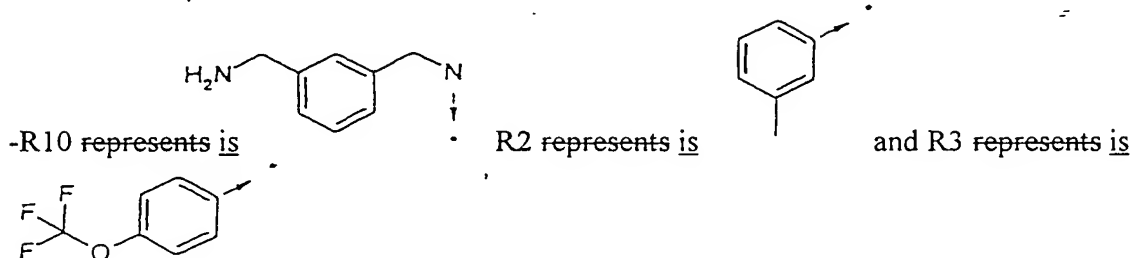 H₂N N
-R10 ~~represents~~ is R2 ~~represents~~ is and R3 ~~represents~~ is
F F
F O